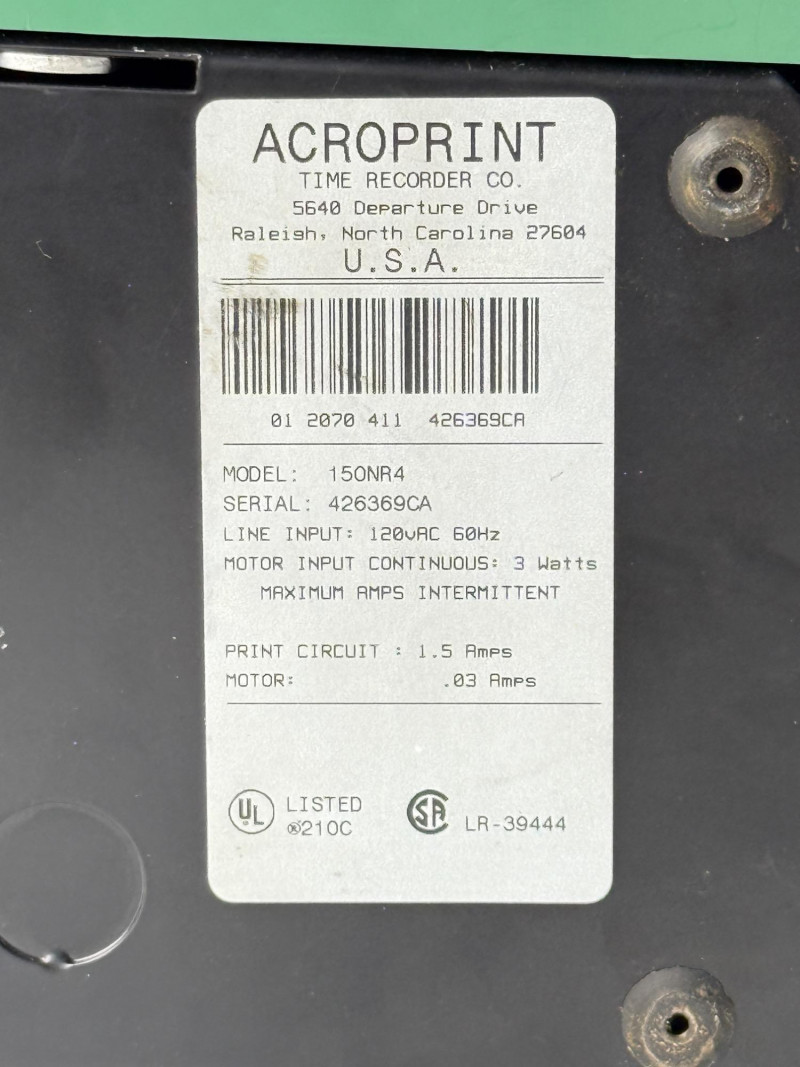 ACROPRINT
TIME RECORDER CO.
5640 Departure Drive
Raleigh, North Carolina 27604
U.S.A.
01 2070 411 426369CA
MODEL: 150NR4
SERIAL: 426369CA
LINE INPUT: 120vAC 60Hz
MOTOR INPUT CONTINUOUS: 3 Watts
MAXIMUM AMPS INTERMITTENT
PRINT CIRCUIT : 1.5 Amps
MOTOR: .03 Amps
UL LISTED
®210C
SA LR-39444